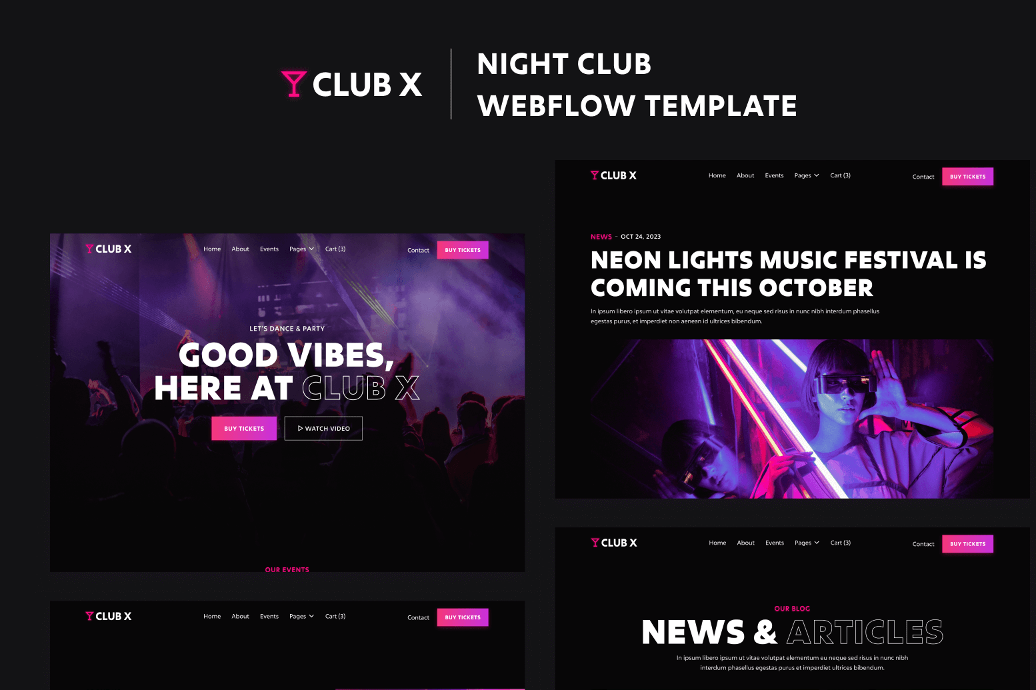 CLUB X
NIGHT CLUB
WEBFLOW TEMPLATE
CLUB X
Home About Events Pages Cart (3)
Contact BUY TICKETS
LET'S DANCE & PARTY
GOOD VIBES,
HERE AT CLUB X
BUY TICKETS WATCH VIDEO
OUR EVENTS
CLUB X
Home About Events Pages Cart (3)
Contact BUY TICKETS
CLUB X
Home About Events Pages Cart (3)
Contact BUY TICKETS
NEWS - OCT 24, 2023
NEON LIGHTS MUSIC FESTIVAL IS
COMING THIS OCTOBER
In ipsum libero ipsum ut vitae volutpat elementum, eu neque sed risus in nunc nibh interdum phasellus
egestas purus, et imperdiet non aenean id ultrices bibendum.
CLUB X
Home About Events Pages Cart (3)
Contact BUY TICKETS
OUR BLOG
NEWS & ARTICLES
In ipsum libero ipsum ut vitae volutpat elementum eu neque sed risus in nunc nibh
interdum phasellus egestas purus, et imperdiet non aenean id ultrices bibendum.